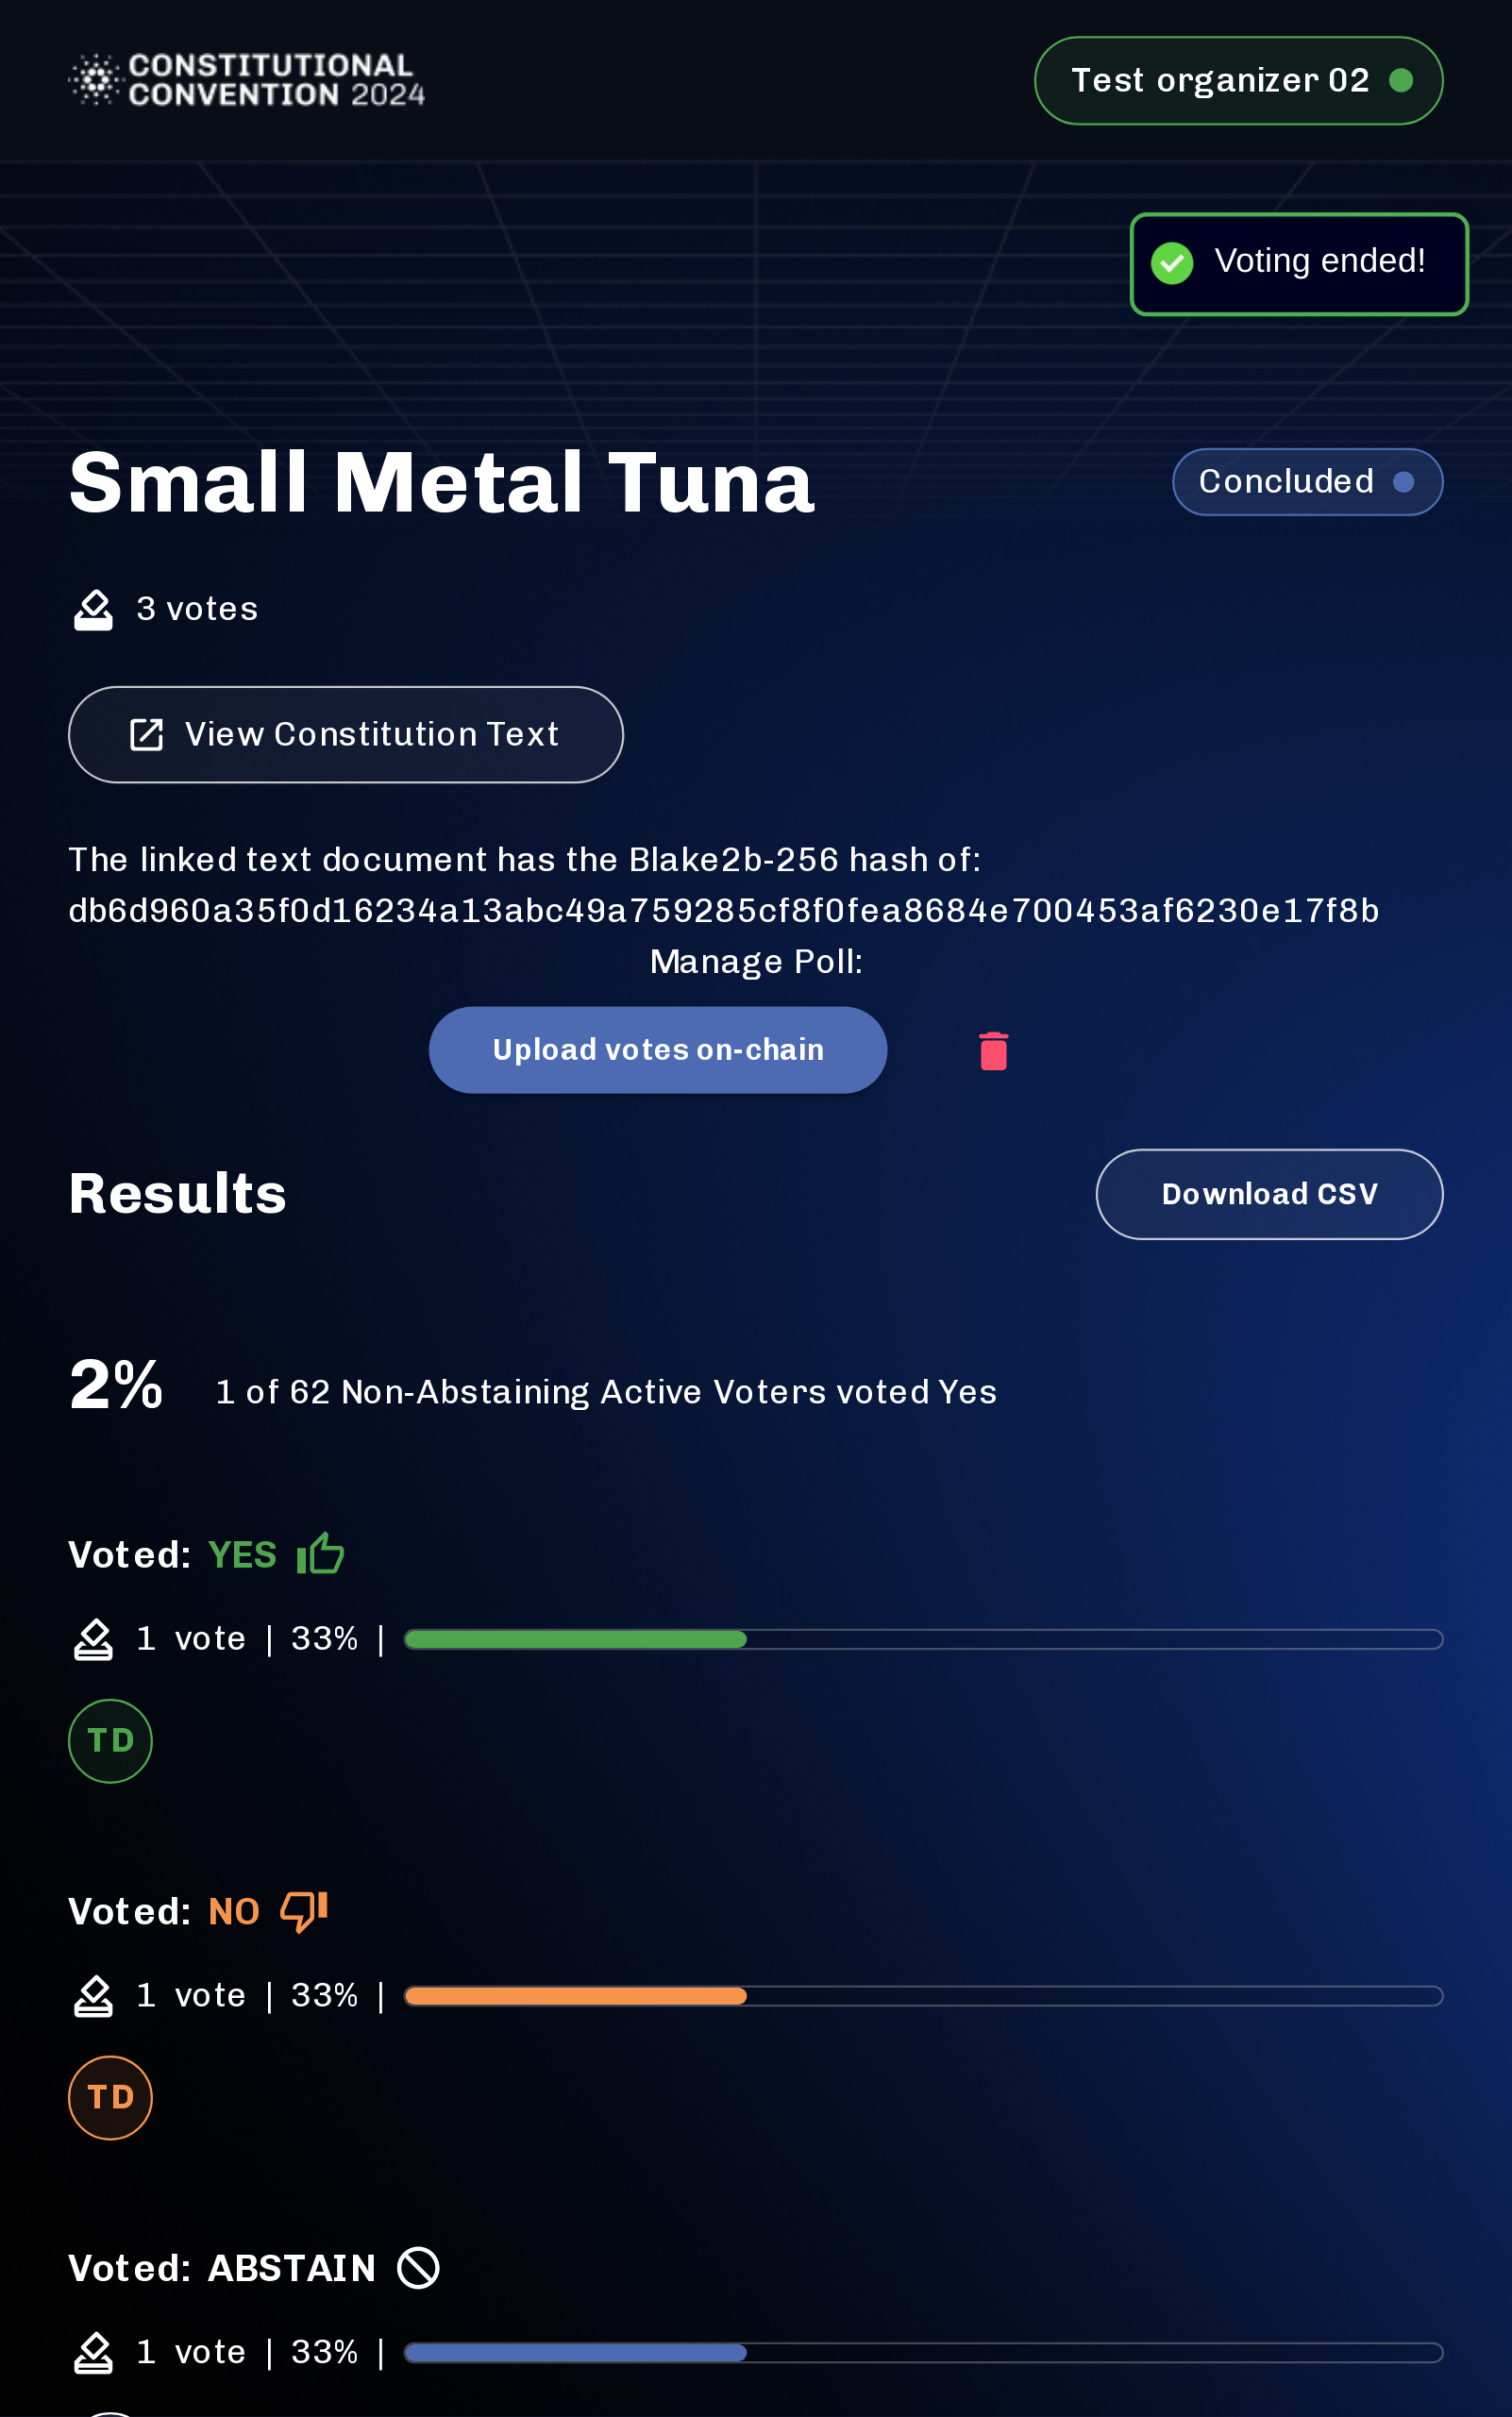 CONSTITUTIONAL
CONVENTION 2024
Test organizer 02
Voting ended!
Small Metal Tuna
Concluded
3 votes
View Constitution Text
The linked text document has the Blake2b-256 hash of:
db6d960a35f0d16234a13abc49a759285cf8f0fea8684e700453af6230e17f8b
Manage Poll:
Upload votes on-chain
Results
Download CSV
2%
1 of 62 Non-Abstaining Active Voters voted Yes
Voted: YES
1 vote | 33% |
TD
Voted: NO
1 vote | 33% |
TD
Voted: ABSTAIN
1 vote | 33% |